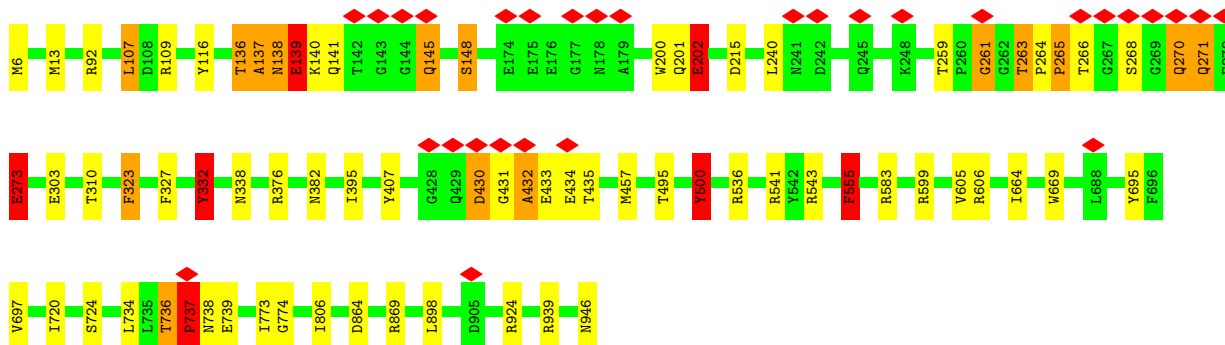 M6 M13 R92 L107 D108 R109 Y116 T136 A137 N138 E139 K140 Q141 T142 G143 G144 Q145 S148 E174 E175 E176 G177 N178 A179 W200 Q201 E202 D215 L240 N241 D242 Q245 K248 T259 P260 G261 G262 T263 P264 P265 T266 G267 S268 G269 Q270 Q271
E273 E303 T310 F323 F327 Y332 N338 R376 N382 I395 Y407 G428 Q429 D430 G431 A432 E433 E434 T435 M457 T495 Y500 R536 R541 Y542 R543 F555 R583 R599 V605 R606 I664 W669 L688 Y695 F696
V697 I720 S724 L734 L735 T736 P737 N738 E739 I773 G774 I806 D864 R869 L898 D905 R924 R939 N946